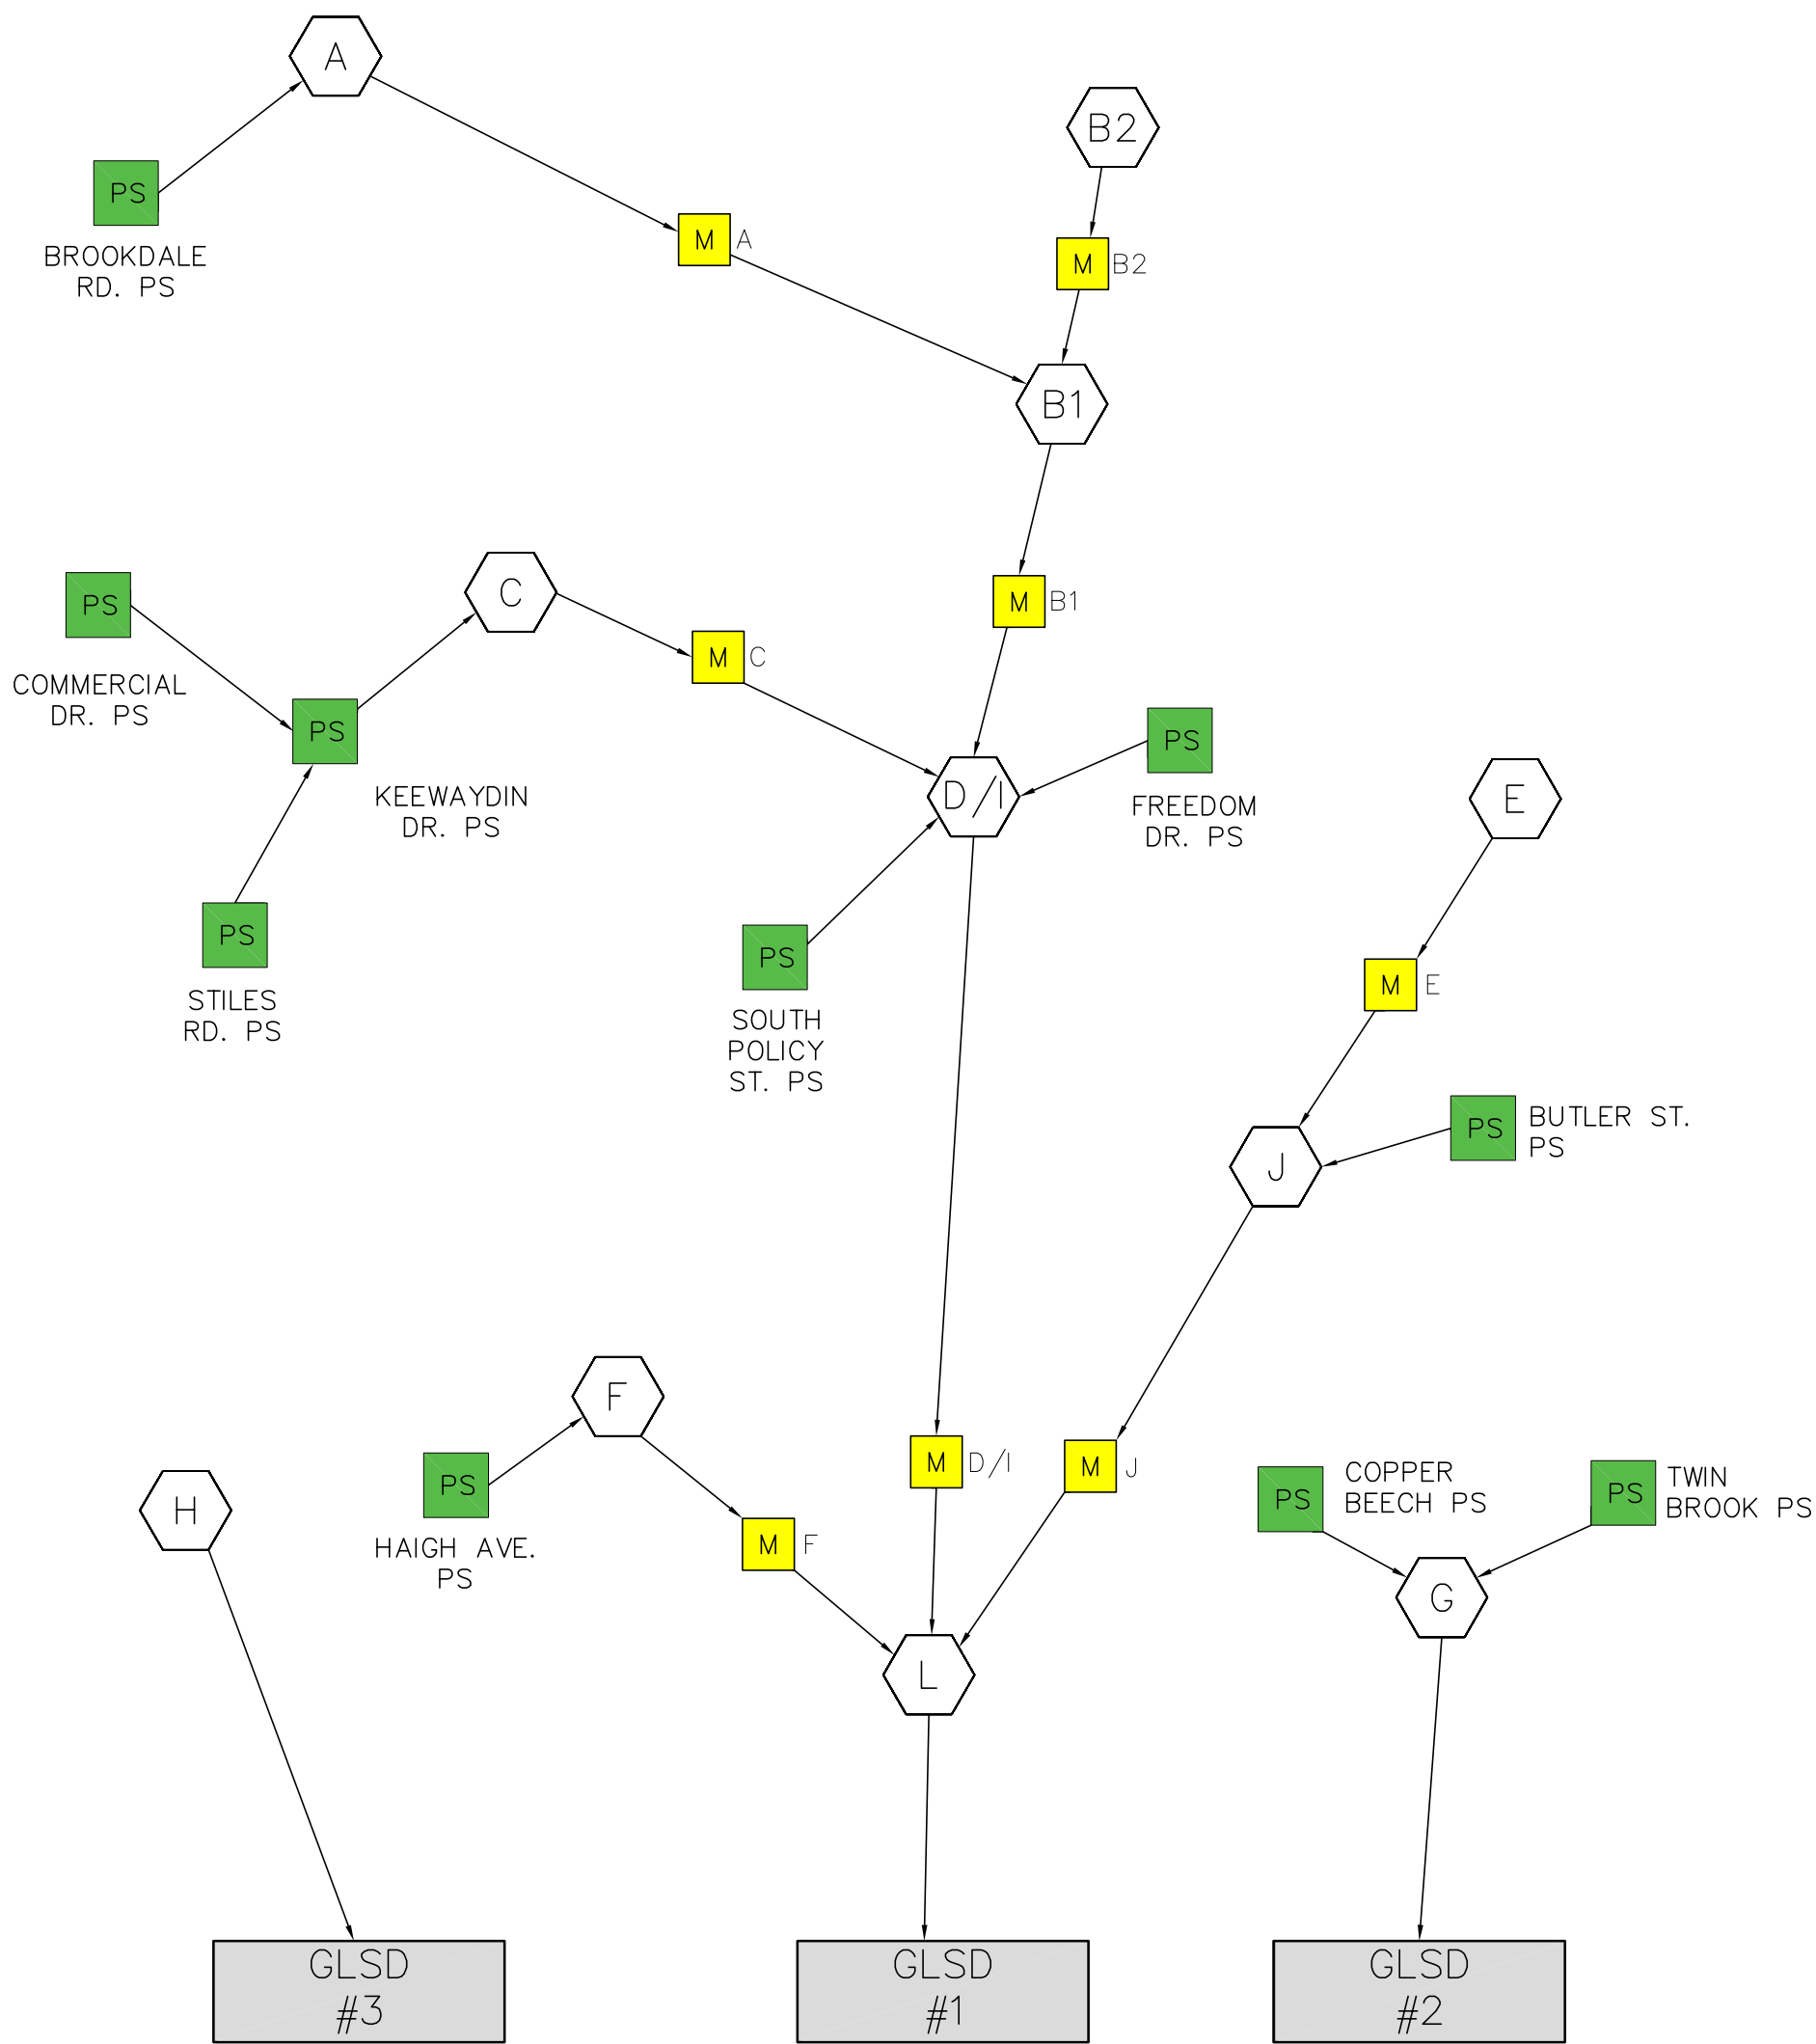 A
B2
PS
BROOKDALE
RD. PS
M A
M B2
B1
C
M B1
PS
COMMERCIAL
DR. PS
M C
PS
KEEWAYDIN
DR. PS
PS
FREEDOM
DR. PS
D/I
E
PS
STILES
RD. PS
PS
SOUTH
POLICY
ST. PS
M E
PS
BUTLER ST.
PS
J
F
M D/I
M J
PS
HAIGH AVE.
PS
H
M F
PS
COPPER
BEECH PS
PS
TWIN
BROOK PS
G
L
GLSD
#3
GLSD
#1
GLSD
#2